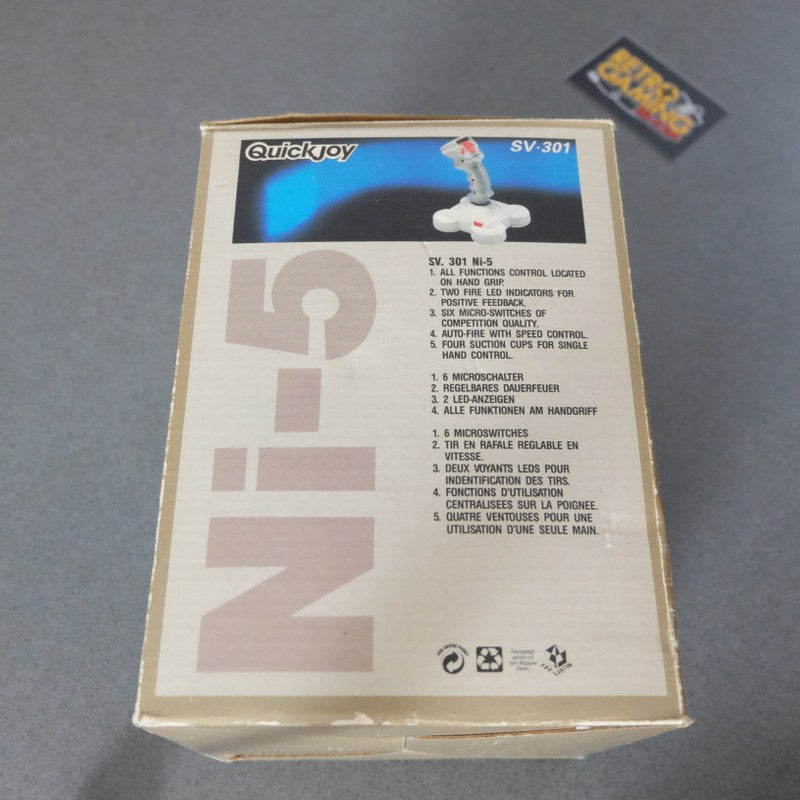 RETRO
GAMING
QuickJoy
SV·301
Ni-5
SV. 301 Ni-5
1. ALL FUNCTIONS CONTROL LOCATED
ON HAND GRIP.
2. TWO FIRE LED INDICATORS FOR
POSITIVE FEEDBACK.
3. SIX MICRO-SWITCHES OF
COMPETITION QUALITY.
4. AUTO-FIRE WITH SPEED CONTROL.
5. FOUR SUCTION CUPS FOR SINGLE
HAND CONTROL.
1. 6 MICROSCHALTER
2. REGELBARES DAUERFEUER
3. 2 LED-ANZEIGEN
4. ALLE FUNKTIONEN AM HANDGRIFF
1. 6 MICROSWITCHES
2. TIR EN RAFALE REGLABLE EN
VITESSE.
3. DEUX VOYANTS LEDS POUR
INDENTIFICATION DES TIRS.
4. FONCTIONS D'UTILISATION
CENTRALISEES SUR LA POIGNEE.
5. QUATRE VENTOUSES POUR UNE
UTILISATION D'UNE SEULE MAIN.
DER GRÜNE PUNKT